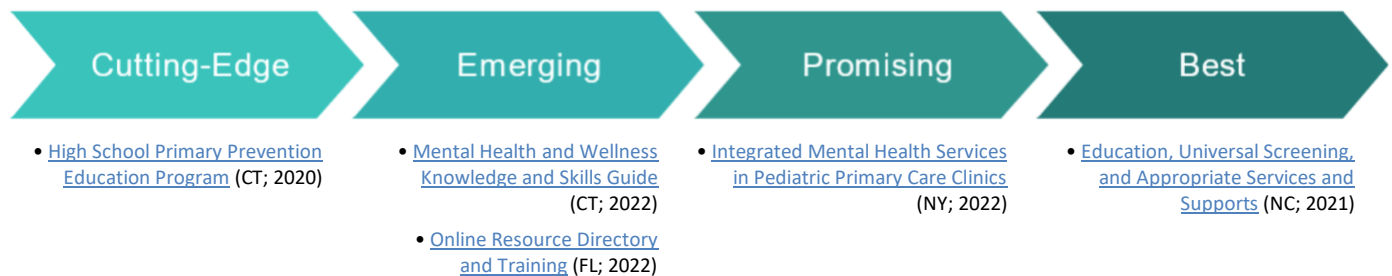 Cutting-Edge
Emerging
Promising
Best
• High School Primary Prevention
Education Program (CT; 2020)
• Mental Health and Wellness
Knowledge and Skills Guide
(CT; 2022)
• Online Resource Directory
and Training (FL; 2022)
• Integrated Mental Health Services
in Pediatric Primary Care Clinics
(NY; 2022)
• Education, Universal Screening,
and Appropriate Services and
Supports (NC; 2021)